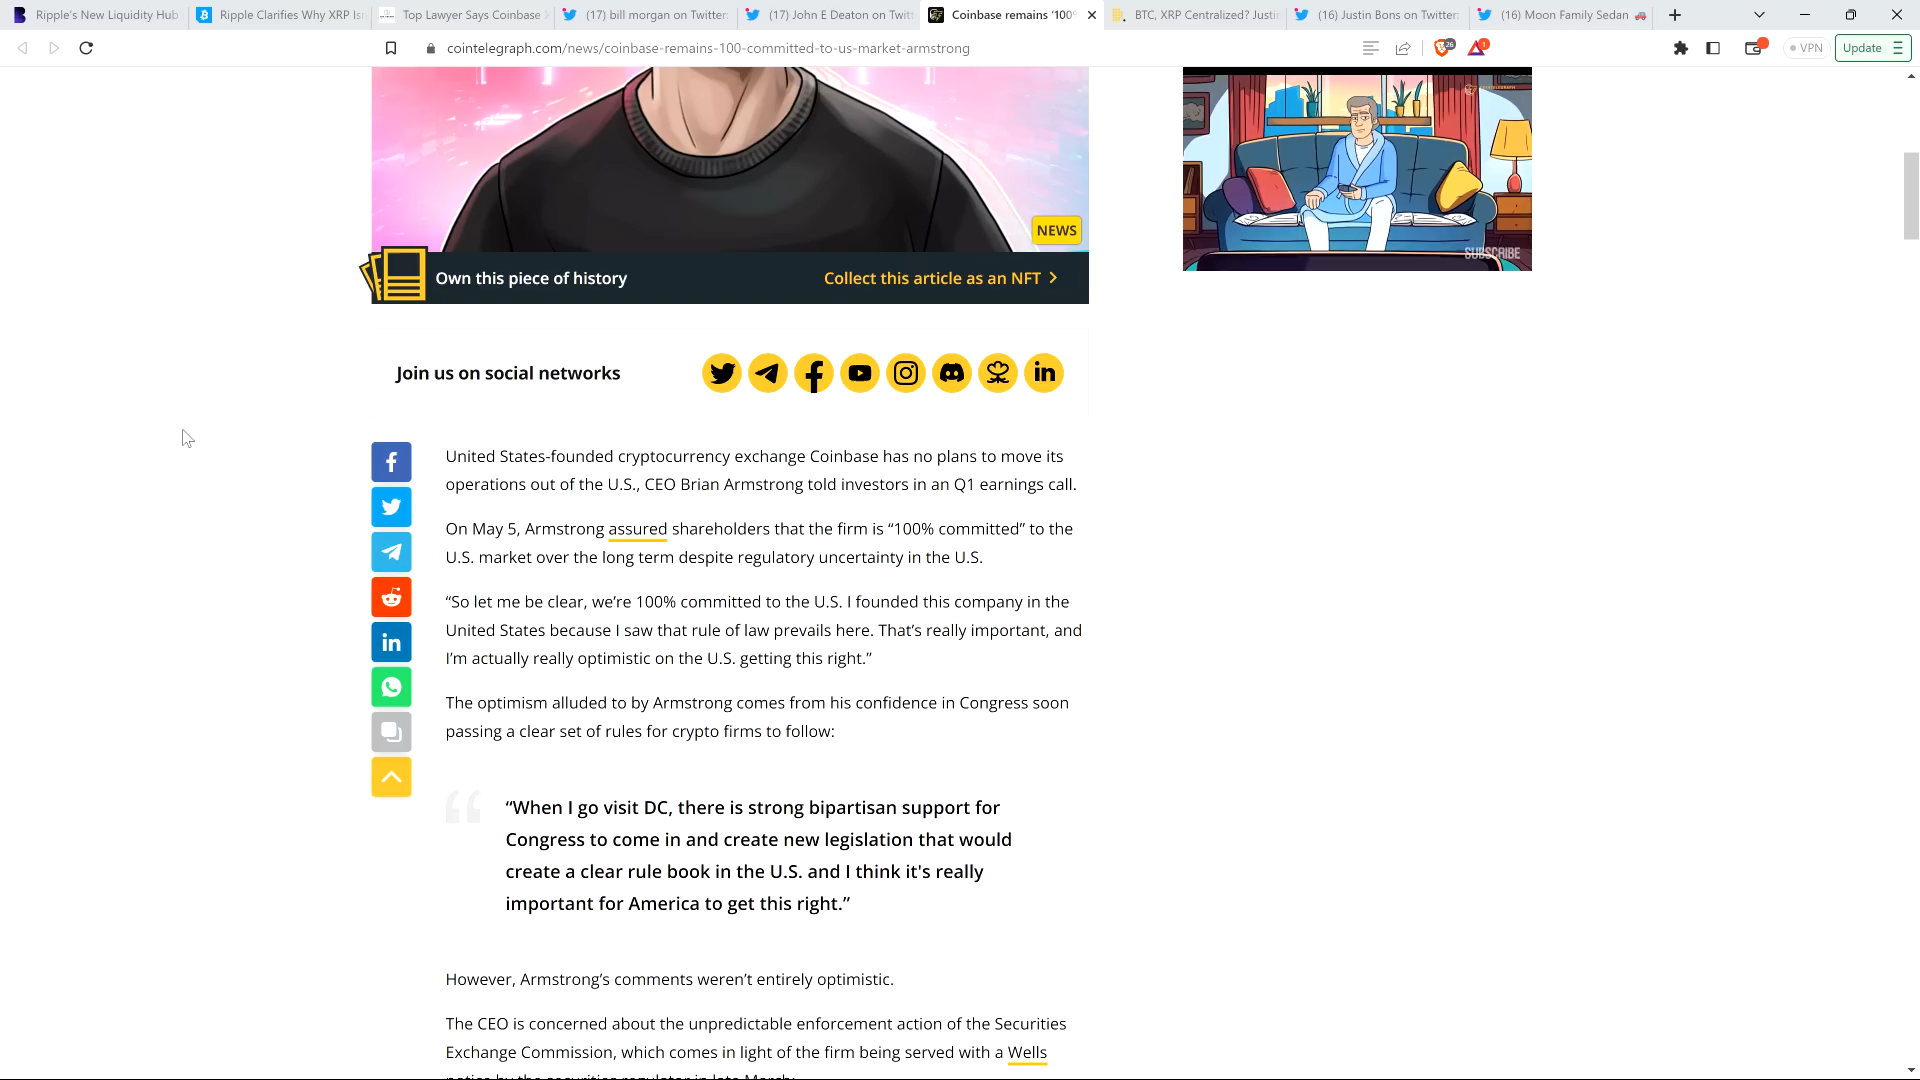 Ripple's New Liquidity Hub
Ripple Clarifies Why XRP Is
Top Lawyer Says Coinbase
(17) bill morgan on Twitter:
(17) John E Deaton on Twitt
Coinbase remains '100%
BTC, XRP Centralized? Justin
(16) Justin Bons on Twitter:
(16) Moon Family Sedan
cointelegraph.com/news/coinbase-remains-100-committed-to-us-market-armstrong
26
1
VPN
Update
NEWS
SUBSCRIBE
Own this piece of history
Collect this article as an NFT
Join us on social networks
United States-founded cryptocurrency exchange Coinbase has no plans to move its
operations out of the U.S., CEO Brian Armstrong told investors in an Q1 earnings call.
On May 5, Armstrong assured shareholders that the firm is “100% committed” to the
U.S. market over the long term despite regulatory uncertainty in the U.S.
“So let me be clear, we’re 100% committed to the U.S. I founded this company in the
United States because I saw that rule of law prevails here. That’s really important, and
I’m actually really optimistic on the U.S. getting this right.”
The optimism alluded to by Armstrong comes from his confidence in Congress soon
passing a clear set of rules for crypto firms to follow:
“When I go visit DC, there is strong bipartisan support for
Congress to come in and create new legislation that would
create a clear rule book in the U.S. and I think it's really
important for America to get this right.”
However, Armstrong’s comments weren’t entirely optimistic.
The CEO is concerned about the unpredictable enforcement action of the Securities
Exchange Commission, which comes in light of the firm being served with a Wells
notice by the securities regulator in late March: